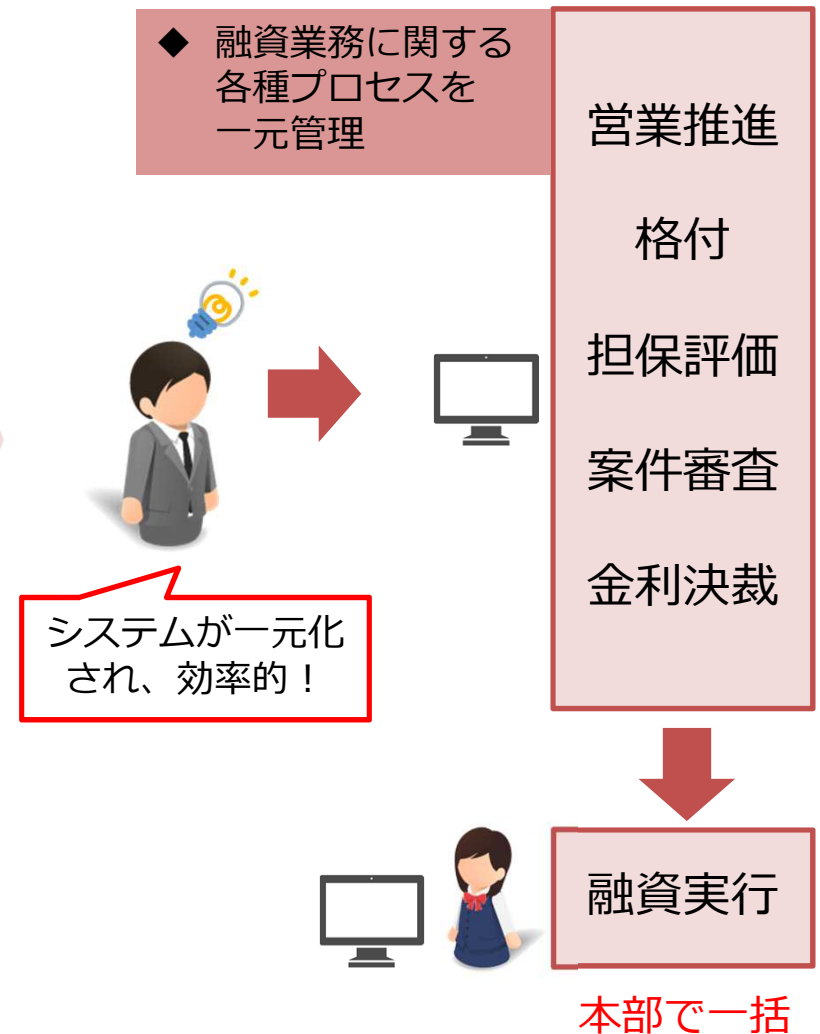 ◆ 融資業務に関する
各種プロセスを
一元管理
営業推進
格付
担保評価
案件審査
金利決裁
システムが一元化
され、効率的！
融資実行
本部で一括